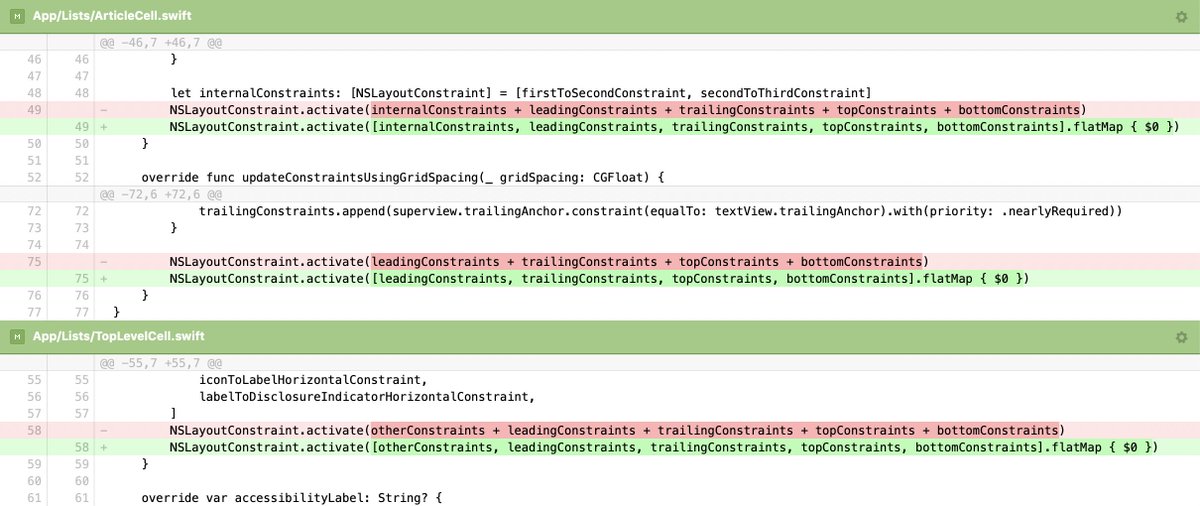 M App/Lists/ArticleCell.swift
@@ -46,7 +46,7 @@
46 46 }
47 47
48 48 let internalConstraints: [NSLayoutConstraint] = [firstToSecondConstraint, secondToThirdConstraint]
49 - NSLayoutConstraint.activate(internalConstraints + leadingConstraints + trailingConstraints + topConstraints + bottomConstraints)
49 + NSLayoutConstraint.activate([internalConstraints, leadingConstraints, trailingConstraints, topConstraints, bottomConstraints].flatMap { $0 })
50 50 }
51 51
52 52 override func updateConstraintsUsingGridSpacing(_ gridSpacing: CGFloat) {
@@ -72,6 +72,6 @@
72 72 trailingConstraints.append(superview.trailingAnchor.constraint(equalTo: textView.trailingAnchor).with(priority: .nearlyRequired))
73 73 }
74 74
75 - NSLayoutConstraint.activate(leadingConstraints + trailingConstraints + topConstraints + bottomConstraints)
75 + NSLayoutConstraint.activate([leadingConstraints, trailingConstraints, topConstraints, bottomConstraints].flatMap { $0 })
76 76 }
77 77 }
M App/Lists/TopLevelCell.swift
@@ -55,7 +55,7 @@
55 55 iconToLabelHorizontalConstraint,
56 56 labelToDisclosureIndicatorHorizontalConstraint,
57 57 ]
58 - NSLayoutConstraint.activate(otherConstraints + leadingConstraints + trailingConstraints + topConstraints + bottomConstraints)
58 + NSLayoutConstraint.activate([otherConstraints, leadingConstraints, trailingConstraints, topConstraints, bottomConstraints].flatMap { $0 })
59 59 }
60 60
61 61 override var accessibilityLabel: String? {